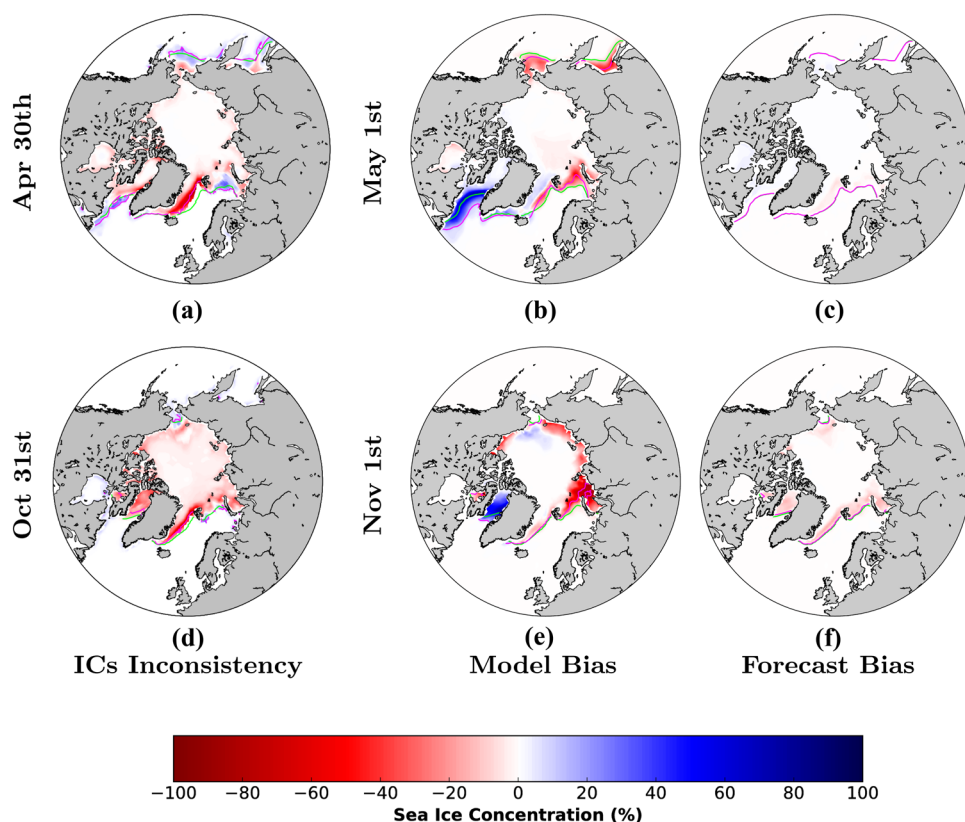 Apr 30th
May 1st
(a)
(b)
(c)
Oct 31st
Nov 1st
(d)
(e)
(f)
ICs Inconsistency
Model Bias
Forecast Bias
−100 −80 −60 −40 −20 0 20 40 60 80 100
Sea Ice Concentration (%)